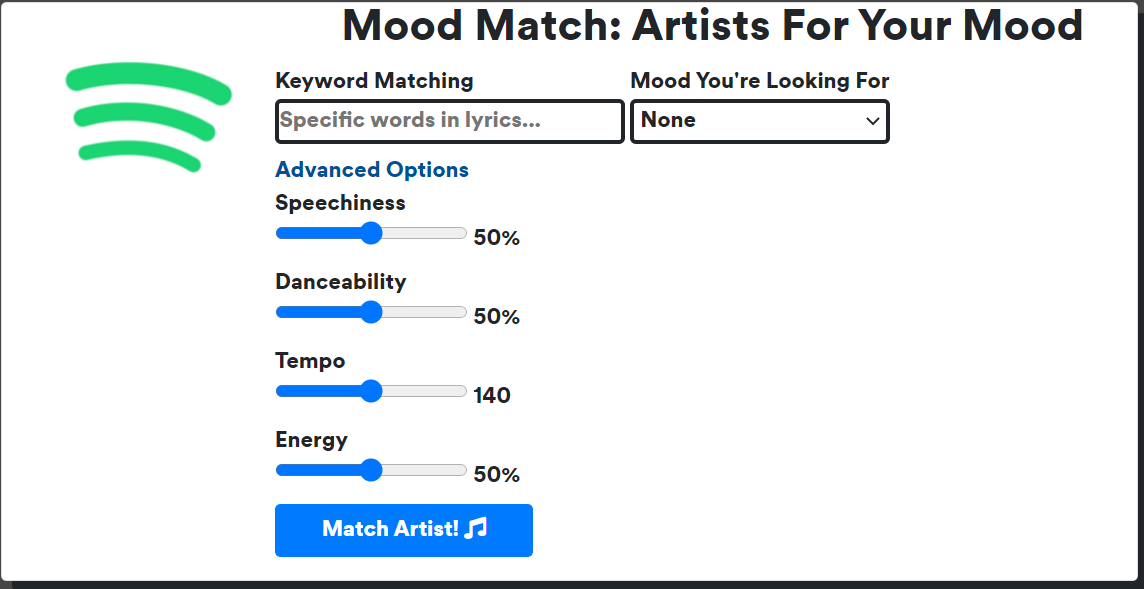 Mood Match: Artists For Your Mood
Keyword Matching
Mood You're Looking For
Specific words in lyrics...
None
Advanced Options
Speechiness
50%
Danceability
50%
Tempo
140
Energy
50%
Match Artist!